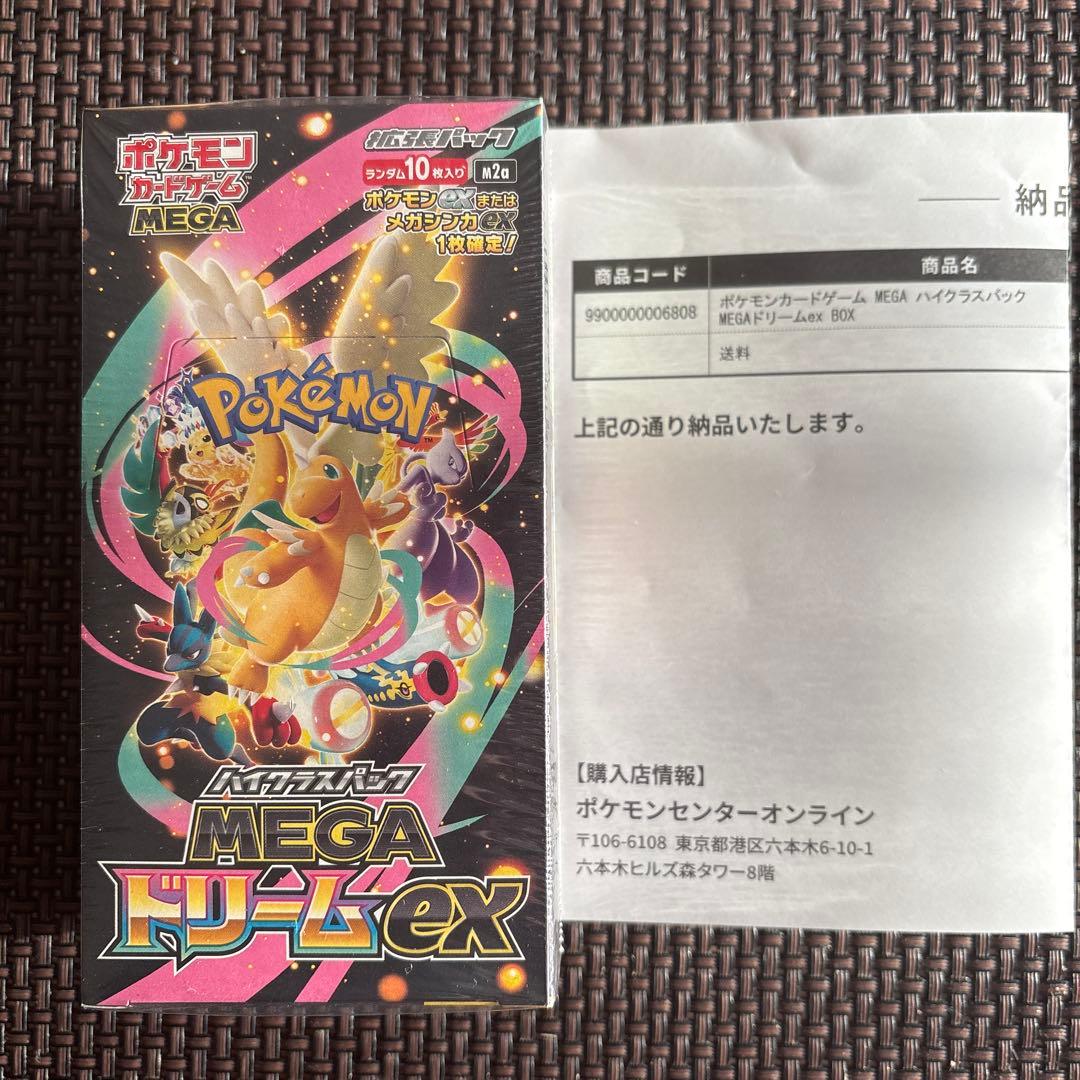 ポケモン
カードゲーム™
MEGA
拡張パック
ランダム10枚入り
M2a
ポケモンexまたは
メガシンカex
1枚確定!
POKéMON™
ハイクラスパック
MEGA
ドリームex
納品
商品コード 商品名
9900000006808 ポケモンカードゲーム MEGA ハイクラスパック
MEGAドリームex BOX
送料
上記の通り納品いたします。
【購入店情報】
ポケモンセンターオンライン
〒106-6108 東京都港区六本木6-10-1
六本木ヒルズ森タワー8階